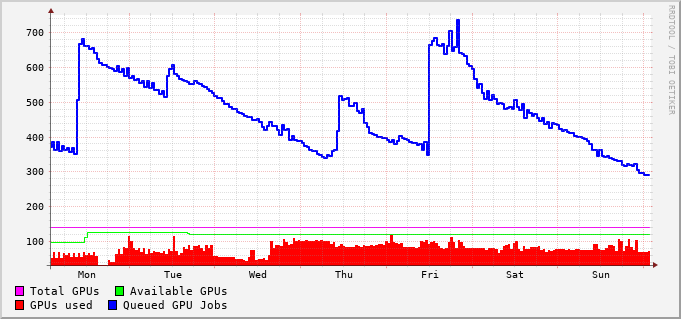 700
600
500
400
300
200
100
Mon Tue Wed Thu Fri Sat Sun
Total GPUs Available GPUs
GPUs used Queued GPU Jobs
RRDTOOL / TOBI OETIKER